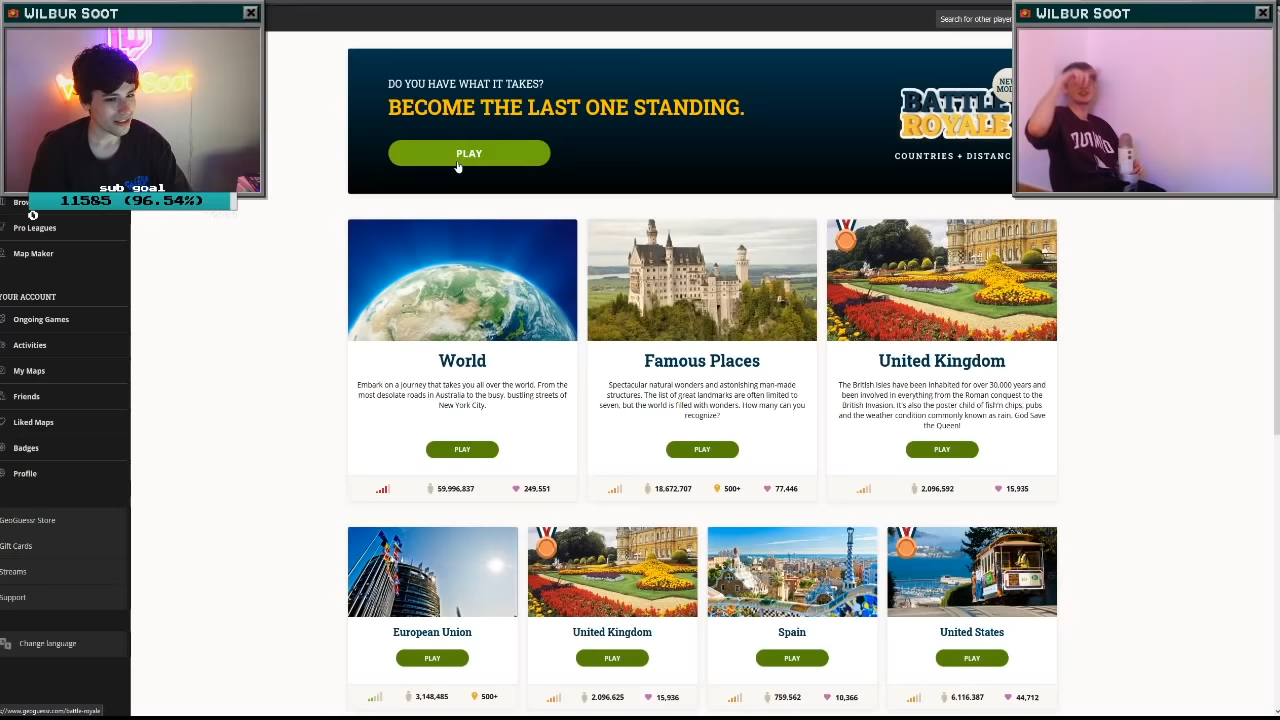 WILBUR SOOT
WILBUR SOOT
Search for other player
sub goal
11585 (96.54%)
DO YOU HAVE WHAT IT TAKES?
BECOME THE LAST ONE STANDING.
PLAY
BATTLE
ROYALE
COUNTRIES + DISTANC
Pro Leagues
Map Maker
YOUR ACCOUNT
Ongoing Games
Activities
My Maps
Friends
Liked Maps
Badges
Profile
GeoGuessr Store
Gift Cards
Streams
Support
Change language
://www.geoguessr.com/battle-royale
World
Embark on a journey that takes you all over the world. From the
most desolate roads in Australia to the busy, bustling streets of
New York City.
PLAY
59,996,837
249,551
Famous Places
Spectacular natural wonders and astonishing man-made
structures. The list of great landmarks are often limited to
seven, but the world is filled with wonders. How many can you
recognize?
PLAY
18,672,707
500+
77,446
United Kingdom
The British Isles have been inhabited for over 30,000 years and
been involved in everything from the Roman conquest to the
British Invasion. It's also the poster child of fish'n chips, pubs
and the weather condition commonly known as rain. God Save
the Queen!
PLAY
2,096,592
15,935
European Union
PLAY
3,148,485
500+
United Kingdom
PLAY
2,096,625
15,936
Spain
PLAY
759,562
10,366
United States
PLAY
6,116,387
44,712